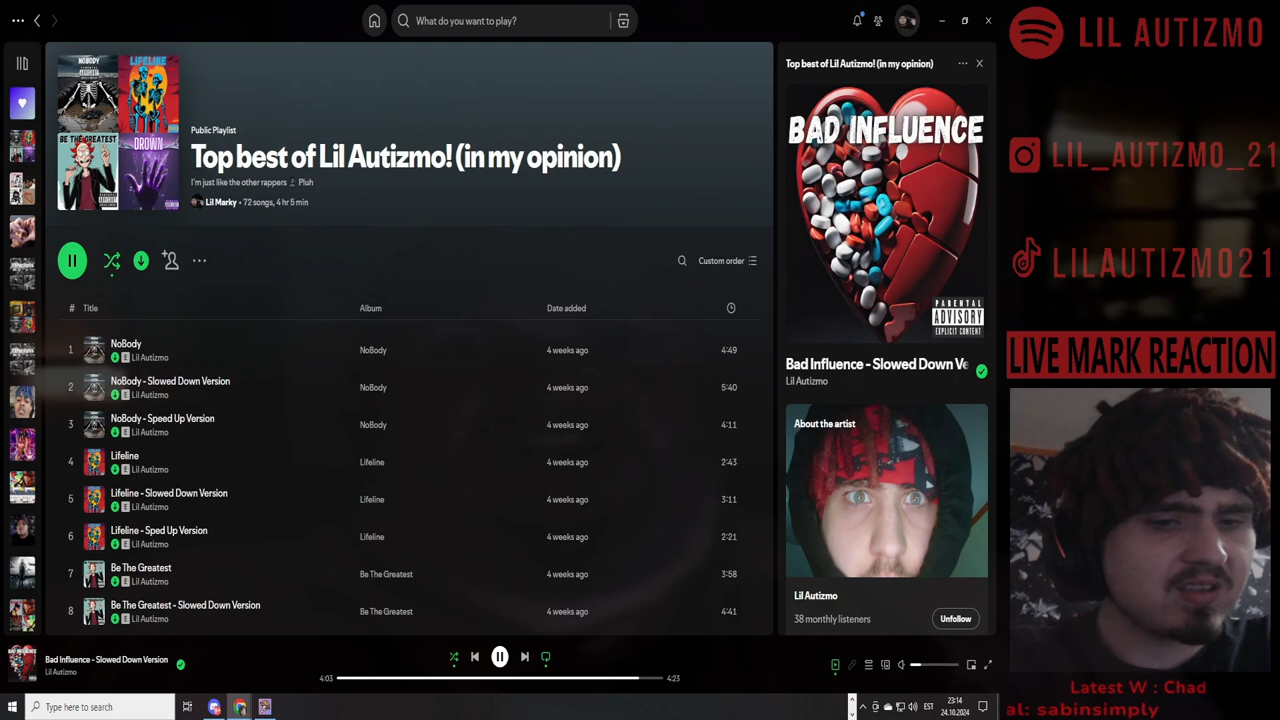 What do you want to play?
NOBODY
LIFELINE
BE THE GREATEST
DROWN
Public Playlist
Top best of Lil Autizmo! (in my opinion)
I'm just like the other rappers
Pluh
Lil Marky • 72 songs, 4 hr 5 min
Custom order
# Title Album Date added
1 NoBody NoBody 4 weeks ago 4:49
E Lil Autizmo
2 NoBody - Slowed Down Version NoBody 4 weeks ago 5:40
E Lil Autizmo
3 NoBody - Speed Up Version NoBody 4 weeks ago 4:11
E Lil Autizmo
4 Lifeline Lifeline 4 weeks ago 2:43
E Lil Autizmo
5 Lifeline - Slowed Down Version Lifeline 4 weeks ago 3:11
E Lil Autizmo
6 Lifeline - Sped Up Version Lifeline 4 weeks ago 2:21
E Lil Autizmo
7 Be The Greatest Be The Greatest 4 weeks ago 3:58
E Lil Autizmo
8 Be The Greatest - Slowed Down Version Be The Greatest 4 weeks ago 4:41
E Lil Autizmo
Top best of Lil Autizmo! (in my opinion)
BAD INFLUENCE
PARENTAL
ADVISORY
EXPLICIT CONTENT
Bad Influence - Slowed Down Ve
Lil Autizmo
About the artist
Lil Autizmo
38 monthly listeners
Unfollow
Bad Influence - Slowed Down Version
Lil Autizmo
4:03
4:23
LIL AUTIZMO
LIL_AUTIZMO_21
LILAUTIZMO21
LIVE MARK REACTION
Latest W : Chad
al: sabinsimply
Type here to search
EST
23:14
24.10.2024